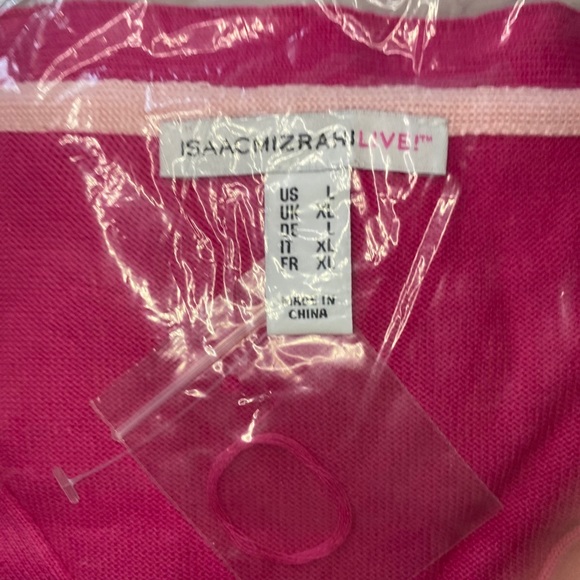 ISAACMIZRAHILIVE!™
US L
UK XL
DE L
IT XL
FR XL
MADE IN
CHINA